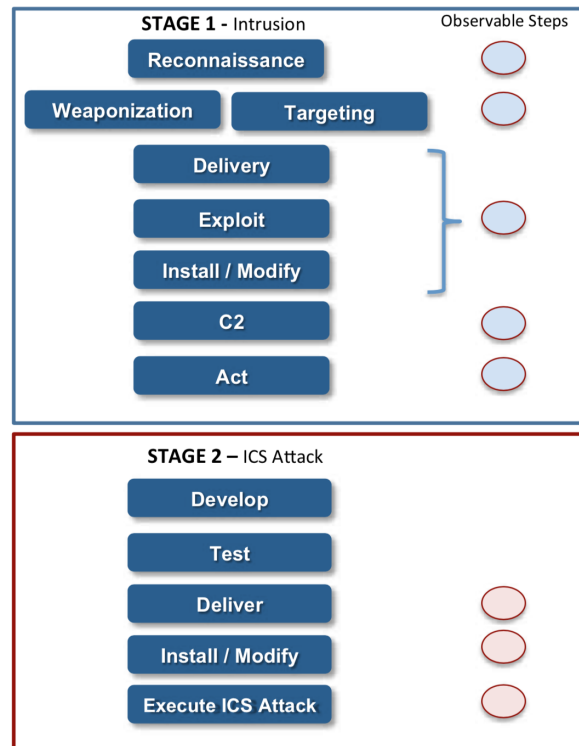 STAGE 1 - Intrusion Observable Steps
Reconnaissance
Weaponization Targeting
Delivery
Exploit
Install / Modify
C2
Act
STAGE 2 – ICS Attack
Develop
Test
Deliver
Install / Modify
Execute ICS Attack